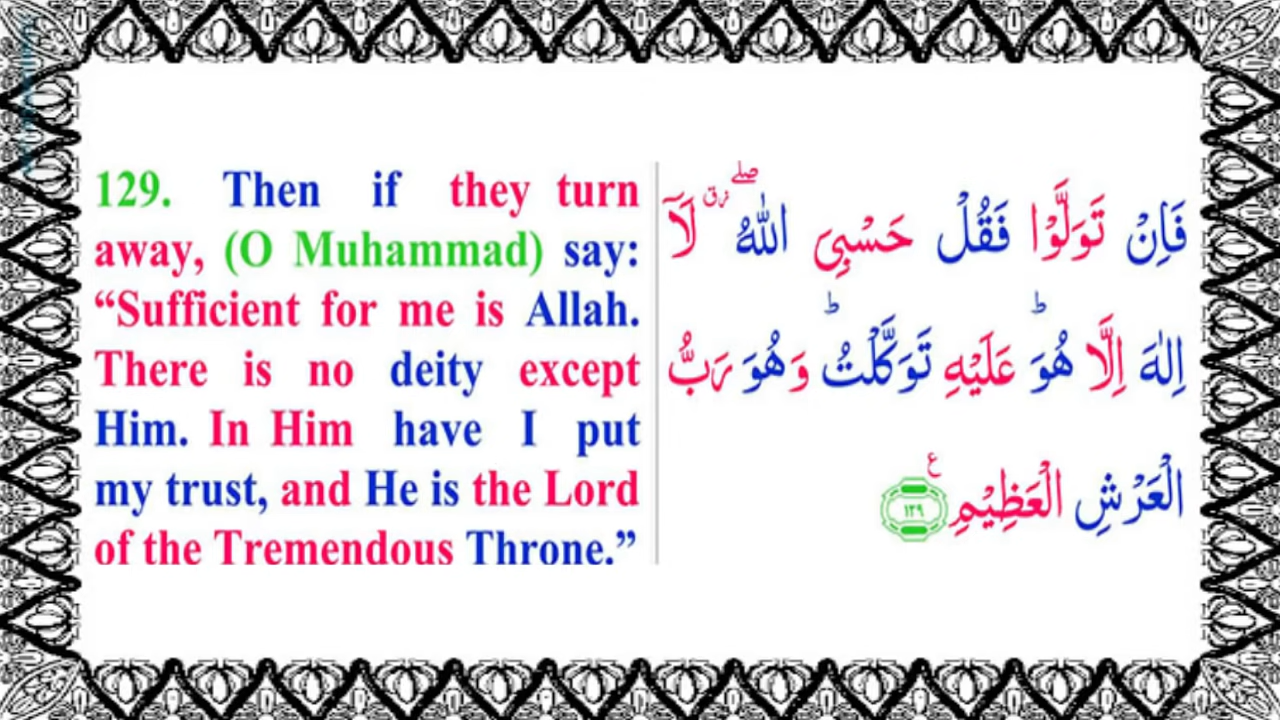 129. Then if they turn
away, (O Muhammad) say:
“Sufficient for me is Allah.
There is no deity except
Him. In Him have I put
my trust, and He is the Lord
of the Tremendous Throne.”
فَاِنْ تَوَلَّوْا فَقُلْ حَسْبِىَ اللّٰهُ ۖ لَاۤ
اِلٰهَ اِلَّا هُوَ ؕ عَلَيْهِ تَوَكَّلْتُ ؕ وَهُوَ رَبُّ
الْعَرْشِ الْعَظِيْمِ ع ١٢٩